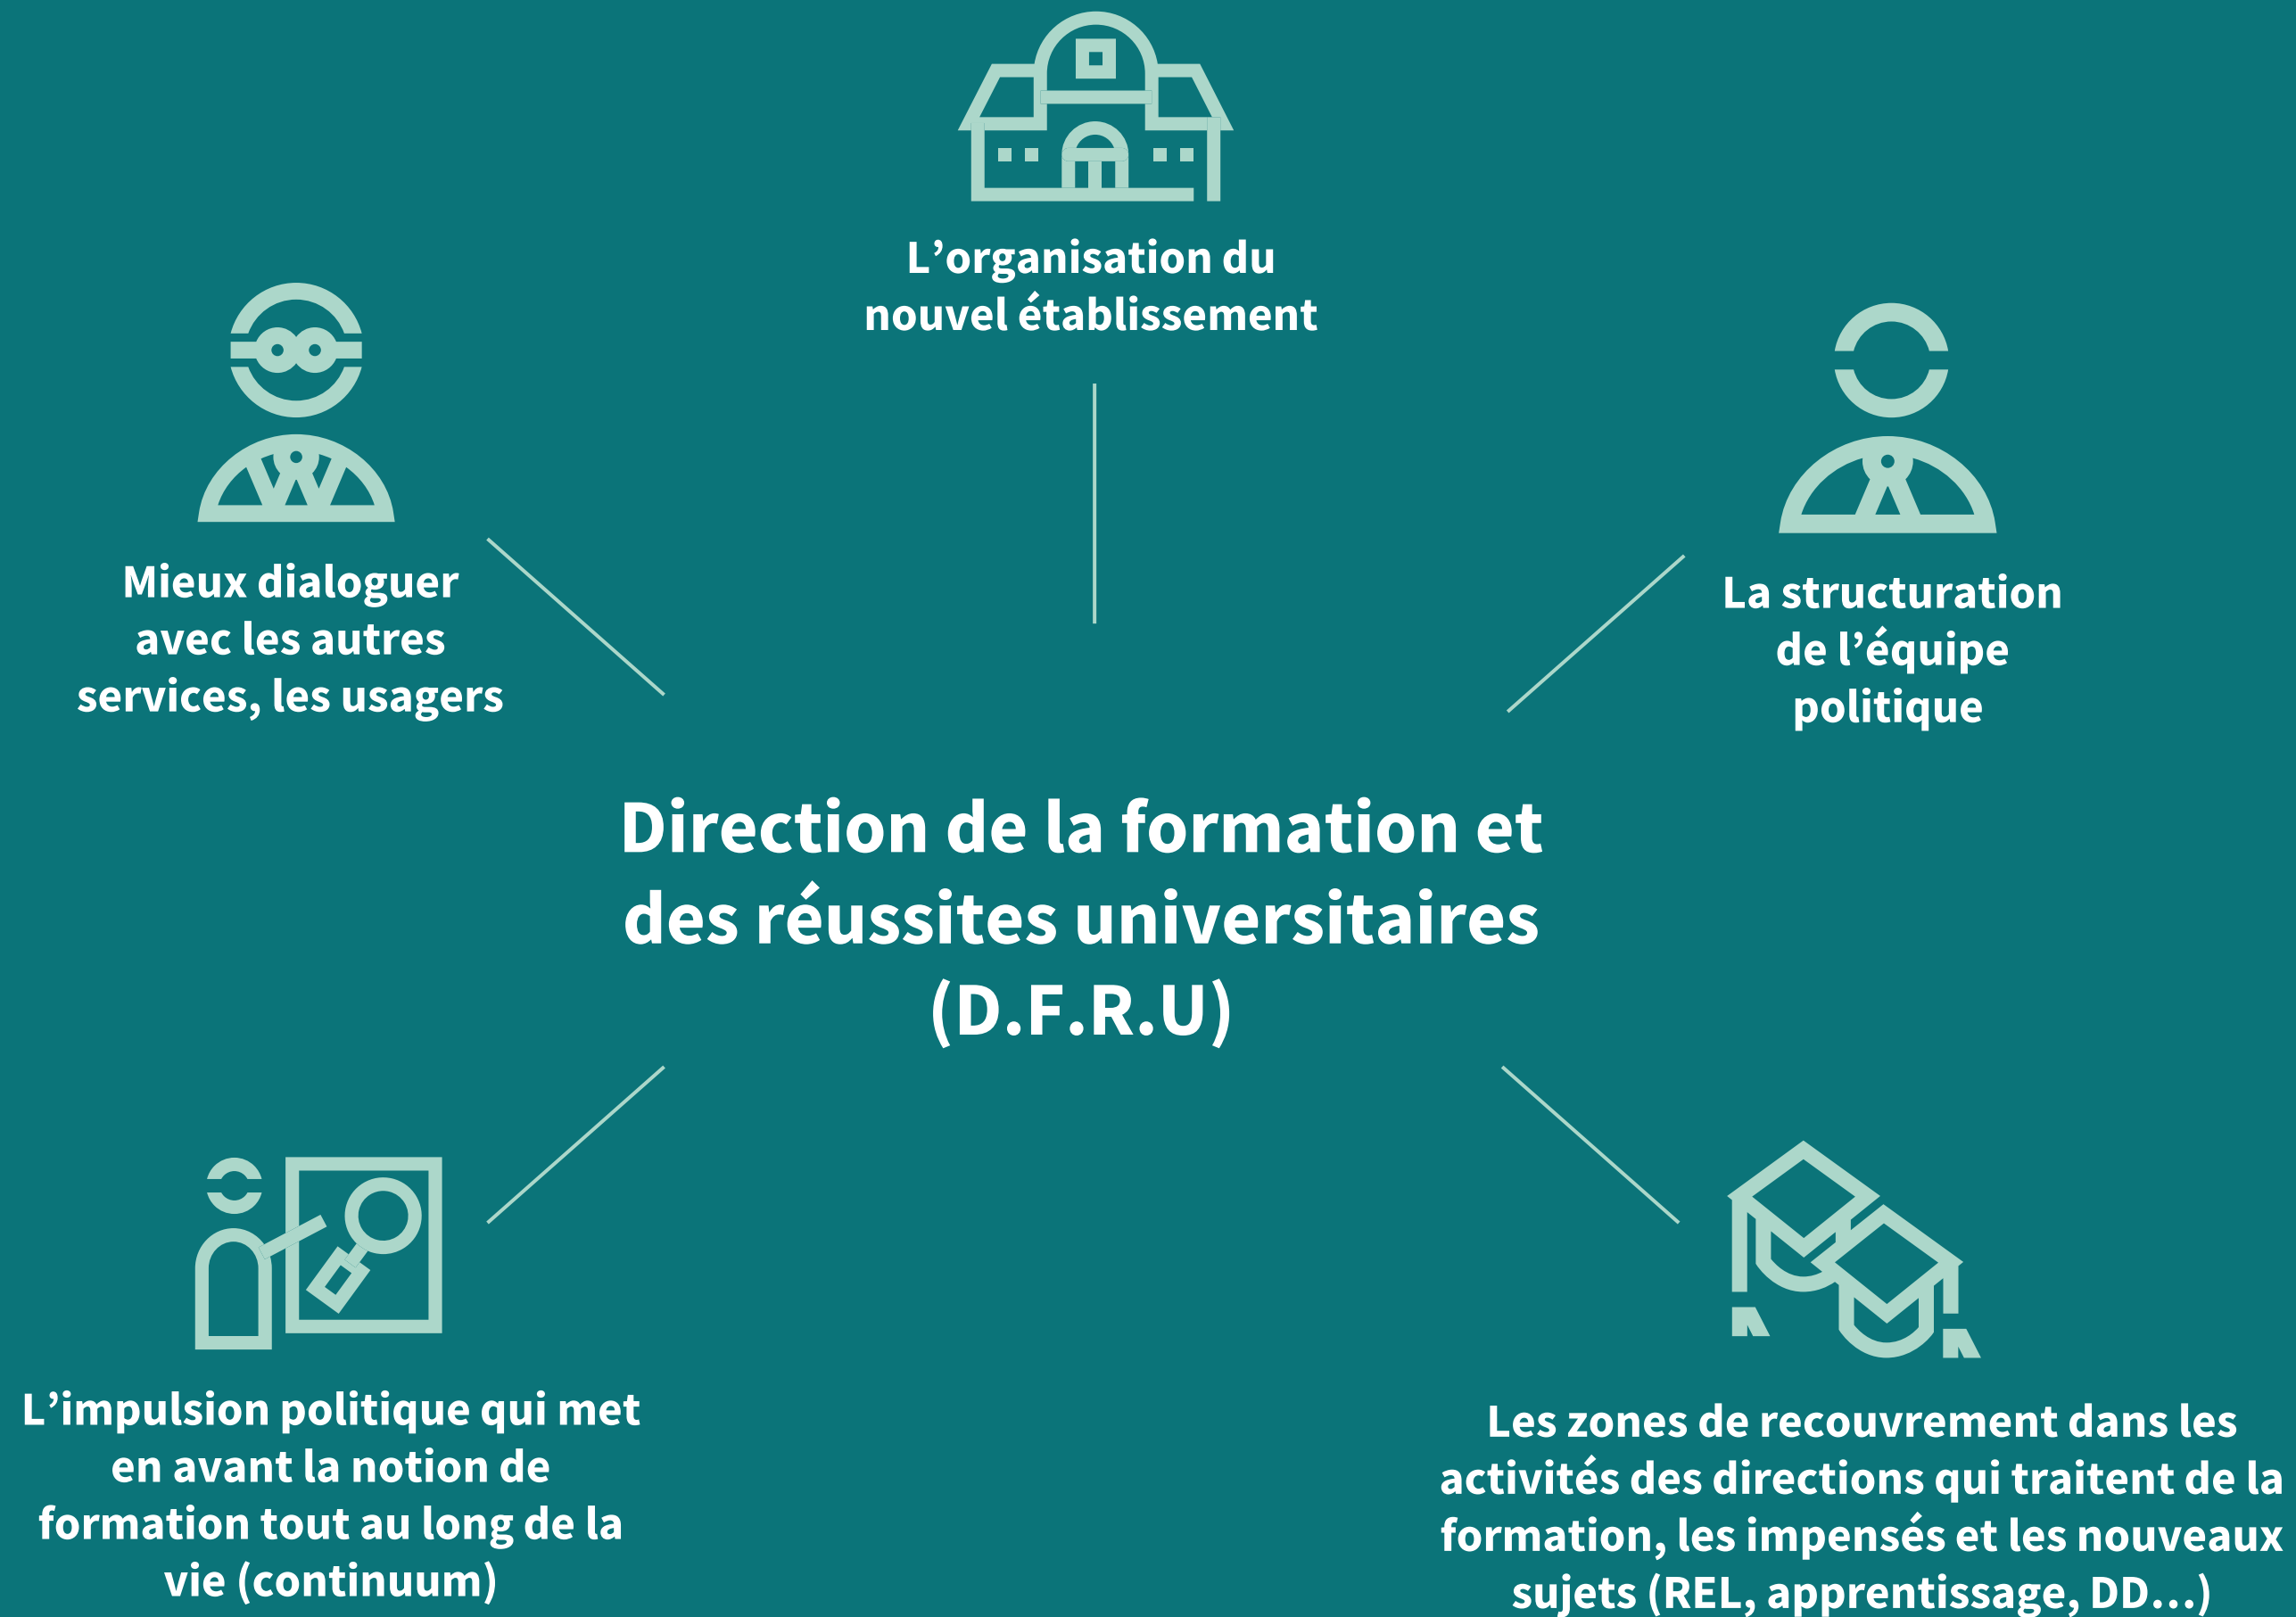 L’organisation du
nouvel établissement
Mieux dialoguer
avec les autres
services, les usagers
La structuration
de l’équipe
politique
Direction de la formation et
des réussites universitaires
(D.F.R.U)
L’impulsion politique qui met
en avant la notion de
formation tout au long de la
vie (continuum)
Les zones de recouvrement dans les
activités des directions qui traitent de la
formation, les impensés et les nouveaux
sujets (REL, apprentissage, DD...)